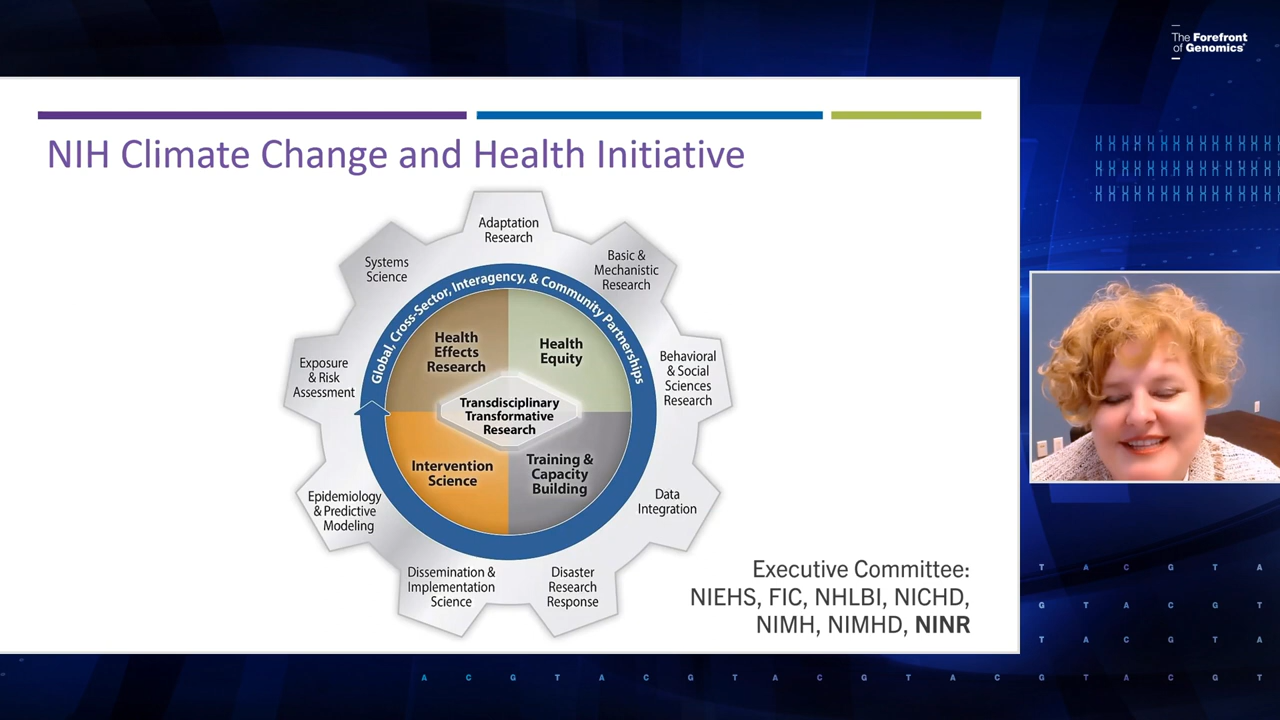 The Forefront
of Genomics®
NIH Climate Change and Health Initiative
Adaptation
Research
Basic &
Mechanistic
Research
Behavioral
& Social
Sciences
Research
Data
Integration
Disaster
Research
Response
Dissemination &
Implementation
Science
Epidemiology
& Predictive
Modeling
Exposure
& Risk
Assessment
Systems
Science
Global, Cross-Sector, Interagency, & Community Partnerships
Health
Effects
Research
Health
Equity
Transdisciplinary
Transformative
Research
Intervention
Science
Training &
Capacity
Building
Executive Committee:
NIEHS, FIC, NHLBI, NICHD,
NIMH, NIMHD, NINR
T A C G T A
G T A C G T
T A C G T A
A C G T A C G T A C G T A C G T A C G T